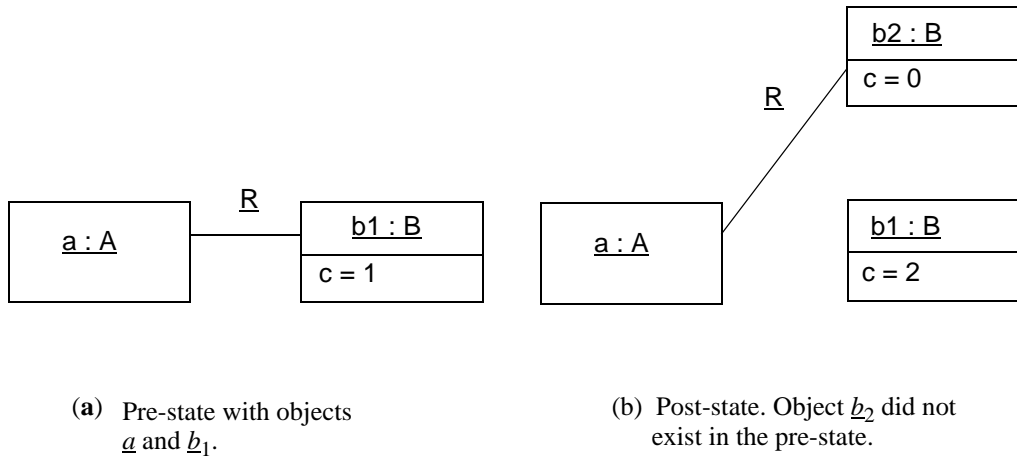 R
a : A
b1 : B
c = 1
(a) Pre-state with objects
a and b1.
b2 : B
c = 0
R
a : A
b1 : B
c = 2
(b) Post-state. Object b2 did not
exist in the pre-state.